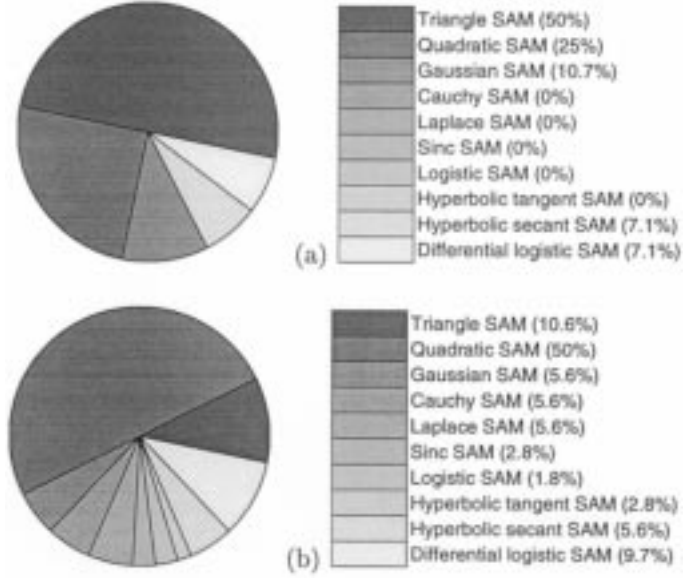 Triangle SAM (50%)
Quadratic SAM (25%)
Gaussian SAM (10.7%)
Cauchy SAM (0%)
Laplace SAM (0%)
Sinc SAM (0%)
Logistic SAM (0%)
Hyperbolic tangent SAM (0%)
Hyperbolic secant SAM (7.1%)
Differential logistic SAM (7.1%)
(a)
Triangle SAM (10.6%)
Quadratic SAM (50%)
Gaussian SAM (5.6%)
Cauchy SAM (5.6%)
Laplace SAM (5.6%)
Sinc SAM (2.8%)
Logistic SAM (1.8%)
Hyperbolic tangent SAM (2.8%)
Hyperbolic secant SAM (5.6%)
Differential logistic SAM (9.7%)
(b)